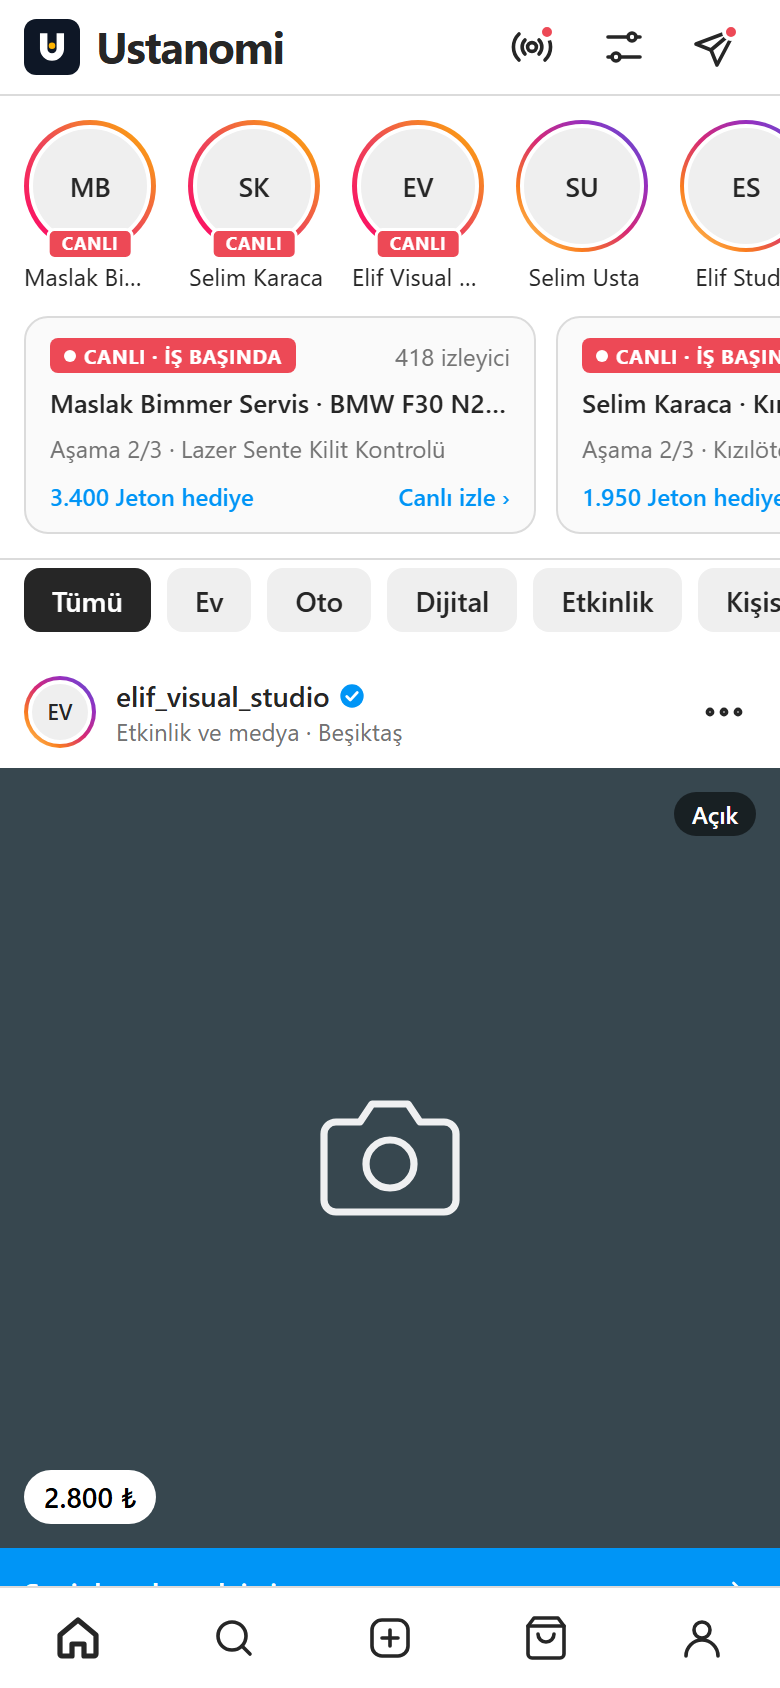 Ustanomi
MB
SK
EV
SU
ES
CANLI
CANLI
CANLI
Maslak Bi...
Selim Karaca
Elif Visual ...
Selim Usta
Elif Stud
CANLI · İŞ BAŞINDA
418 izleyici
Maslak Bimmer Servis · BMW F30 N2...
Aşama 2/3 · Lazer Sente Kilit Kontrolü
3.400 Jeton hediye
Canlı izle ›
CANLI · İŞ BAŞIN
Selim Karaca · Kı
Aşama 2/3 · Kızılöt
1.950 Jeton hediye
Tümü
Ev
Oto
Dijital
Etkinlik
Kişis
EV
elif_visual_studio
Etkinlik ve medya · Beşiktaş
Açık
2.800 ₺